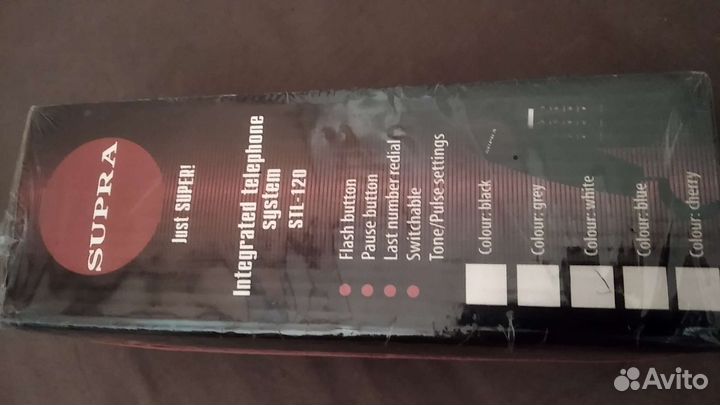 SUPRA
Just SUPER!
Integrated telephone
system
STL-120
Flash button
Pause button
Last number redial
Switchable
Tone/Pulse settings
Colour: black
Colour: grey
Colour: white
Colour: blue
Colour: cherry
SUPRA
Avito